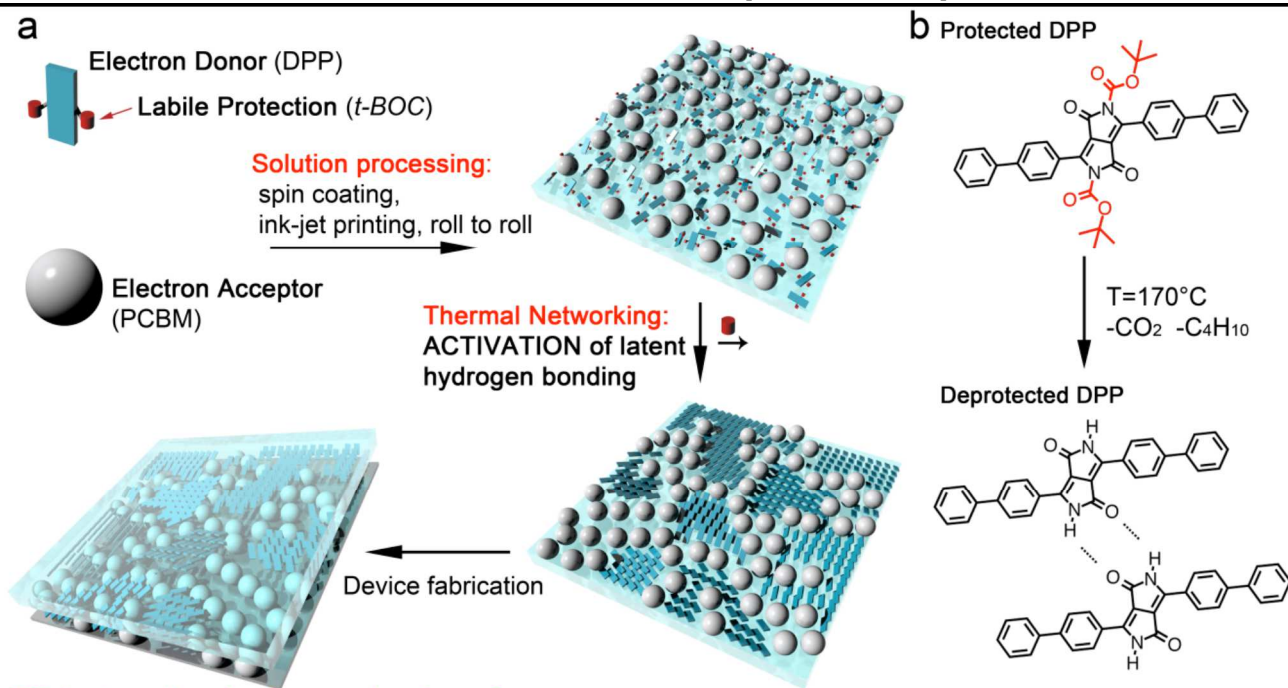 a
Electron Donor (DPP)
Labile Protection (t-BOC)
Solution processing:
spin coating,
ink-jet printing, roll to roll
Electron Acceptor
(PCBM)
Thermal Networking:
ACTIVATION of latent
hydrogen bonding
Device fabrication
b
Protected DPP
O
O
O
N
O
N
O
O
O
T=170°C
-CO₂ -C₄H₁₀
Deprotected DPP
H
O
N
N
O
H
H
O
N
N
O
H